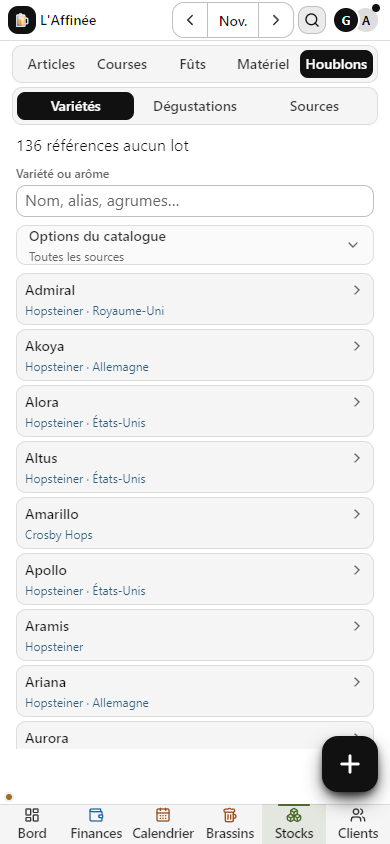 L'Affinée
Nov.
G
A
Articles
Courses
Fûts
Matériel
Houblons
Variétés
Dégustations
Sources
136 références aucun lot
Variété ou arôme
Nom, alias, agrumes...
Options du catalogue
Toutes les sources
Admiral
Hopsteiner · Royaume-Uni
Akoya
Hopsteiner · Allemagne
Alora
Hopsteiner · États-Unis
Altus
Hopsteiner · États-Unis
Amarillo
Crosby Hops
Apollo
Hopsteiner · États-Unis
Aramis
Hopsteiner
Ariana
Hopsteiner · Allemagne
Aurora
Bord
Finances
Calendrier
Brassins
Stocks
Clients